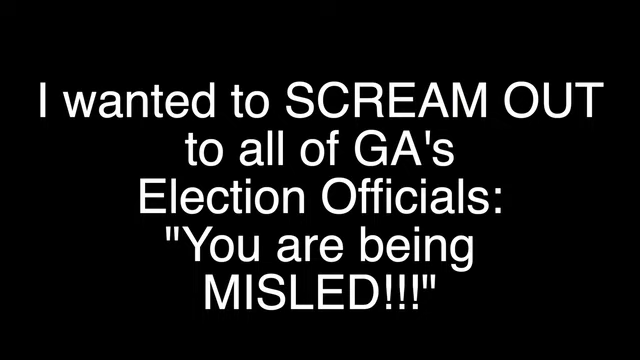 I wanted to SCREAM OUT
to all of GA's
Election Officials:
"You are being
MISLED!!!"